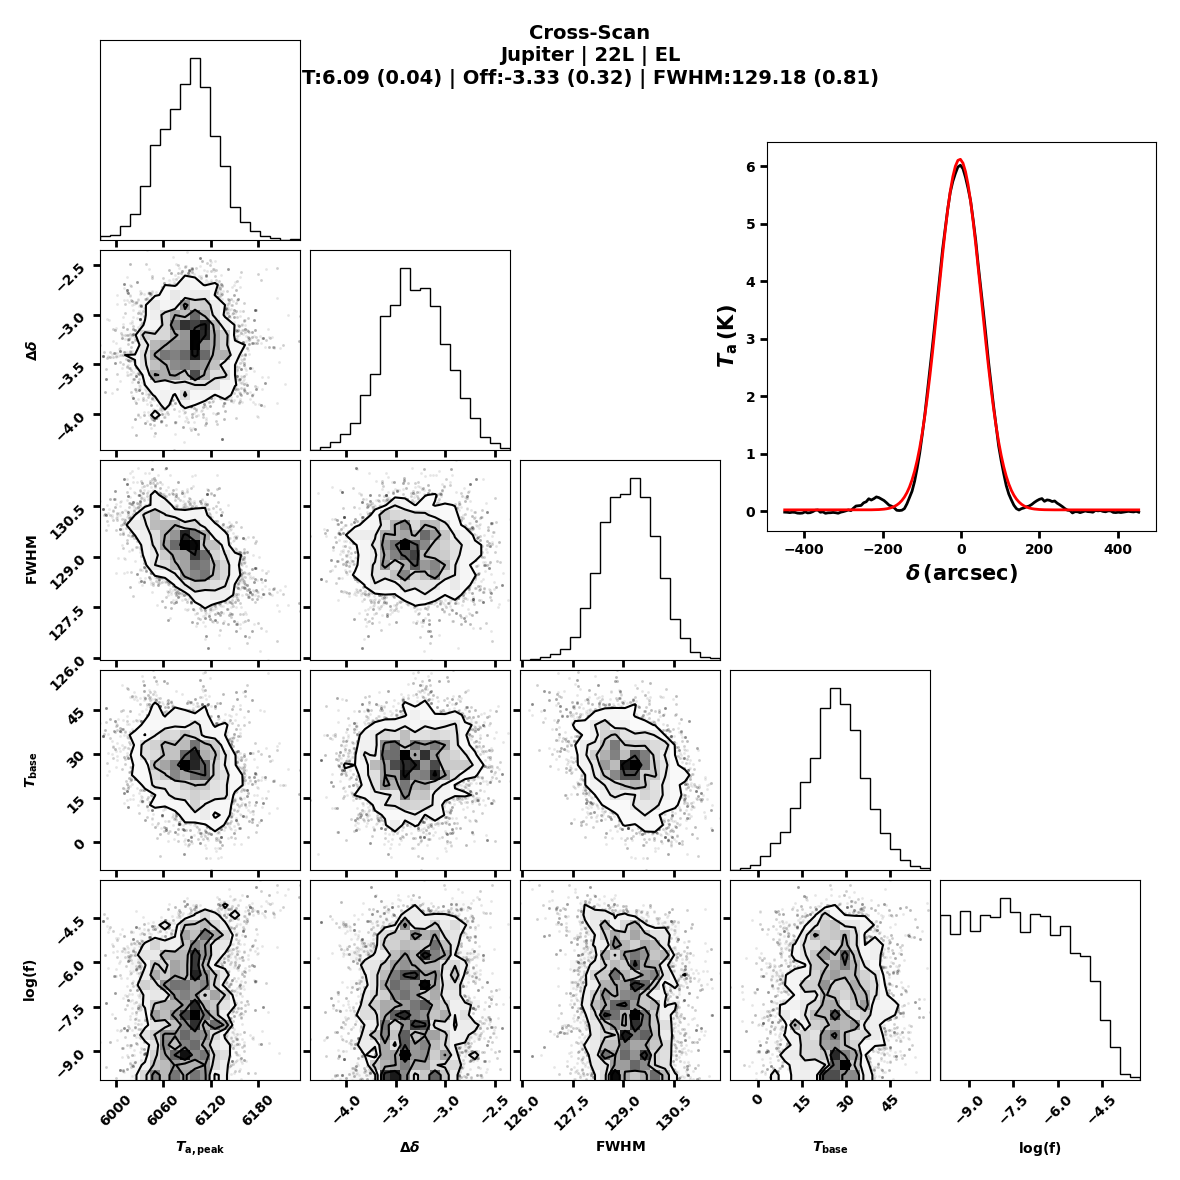 Cross-Scan
Jupiter | 22L | EL
T:6.09 (0.04) | Off:-3.33 (0.32) | FWHM:129.18 (0.81)
6
5
4
3
2
1
0
T_a (K)
−400 −200 0 200 400
δ (arcsec)
−2.5
−3.0
−3.5
−4.0
Δδ
130.5
129.0
127.5
126.0
FWHM
45
30
15
0
T_base
−4.5
−6.0
−7.5
−9.0
log(f)
6000 6060 6120 6180 −4.0 −3.5 −3.0 −2.5 126.0 127.5 129.0 130.5 0 15 30 45 −9.0 −7.5 −6.0 −4.5
T_a,peak Δδ FWHM T_base log(f)